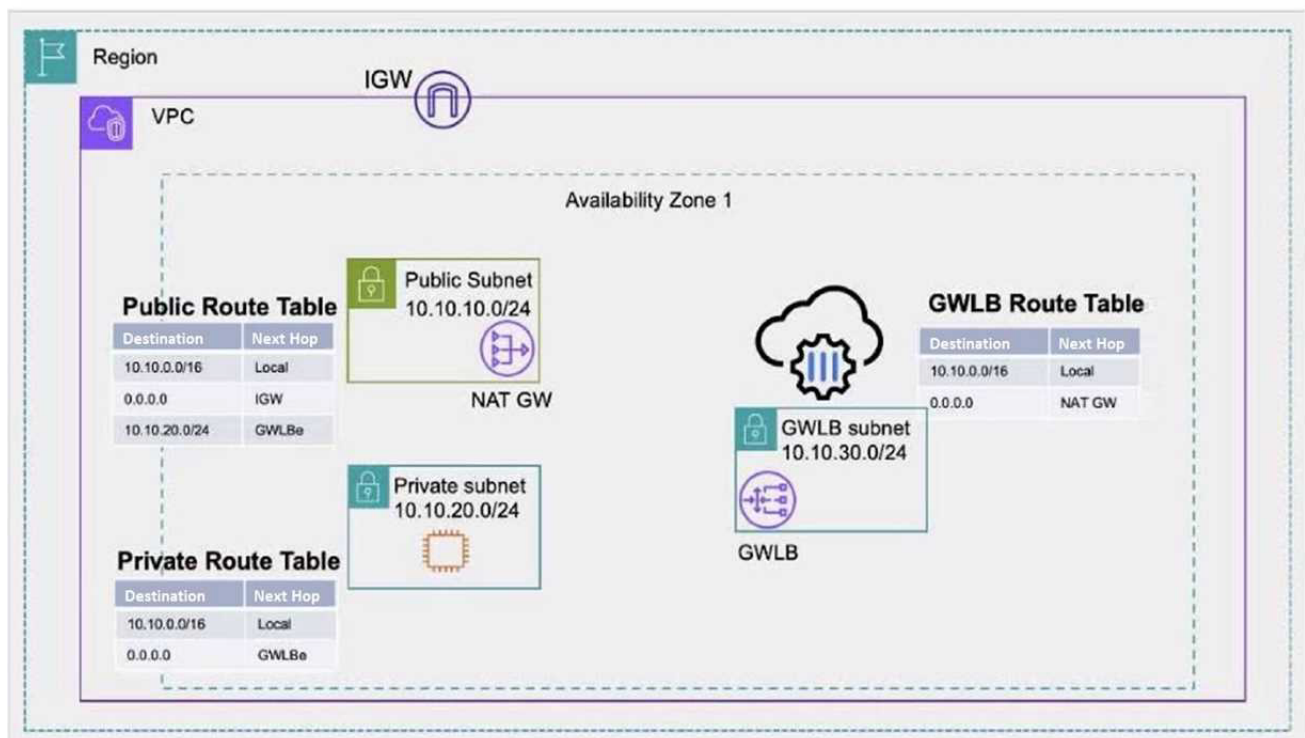 Region
IGW
VPC
Availability Zone 1
Public Subnet
10.10.10.0/24
NAT GW
Public Route Table
Destination Next Hop
10.10.0.0/16 Local
0.0.0.0 IGW
10.10.20.0/24 GWLBe
GWLB Route Table
Destination Next Hop
10.10.0.0/16 Local
0.0.0.0 NAT GW
GWLB subnet
10.10.30.0/24
GWLB
Private subnet
10.10.20.0/24
Private Route Table
Destination Next Hop
10.10.0.0/16 Local
0.0.0.0 GWLBe